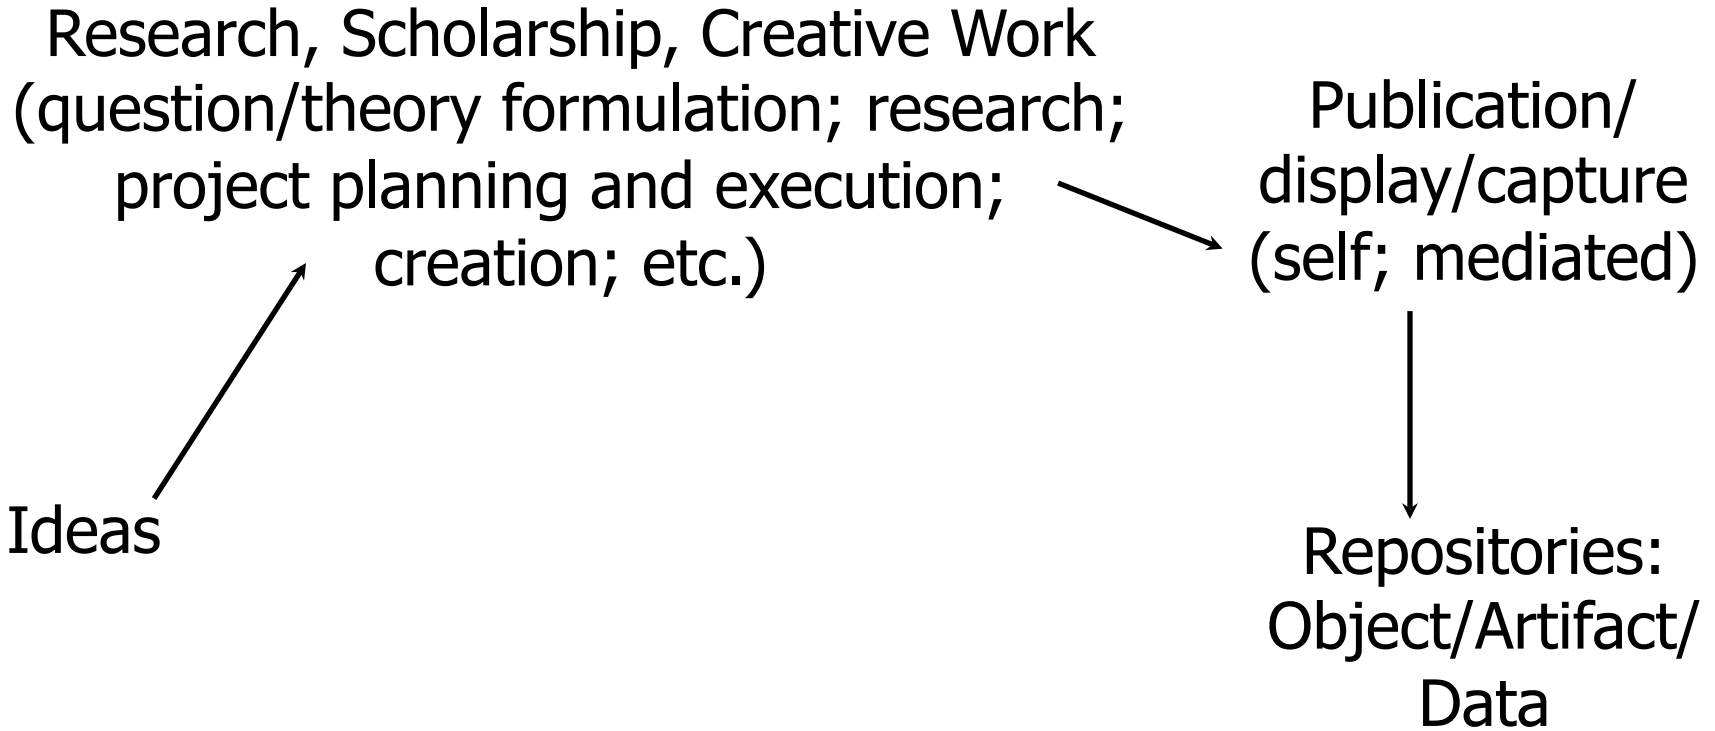 Research, Scholarship, Creative Work
(question/theory formulation; research;
project planning and execution;
creation; etc.)
Publication/
display/capture
(self; mediated)
Ideas
Repositories:
Object/Artifact/
Data